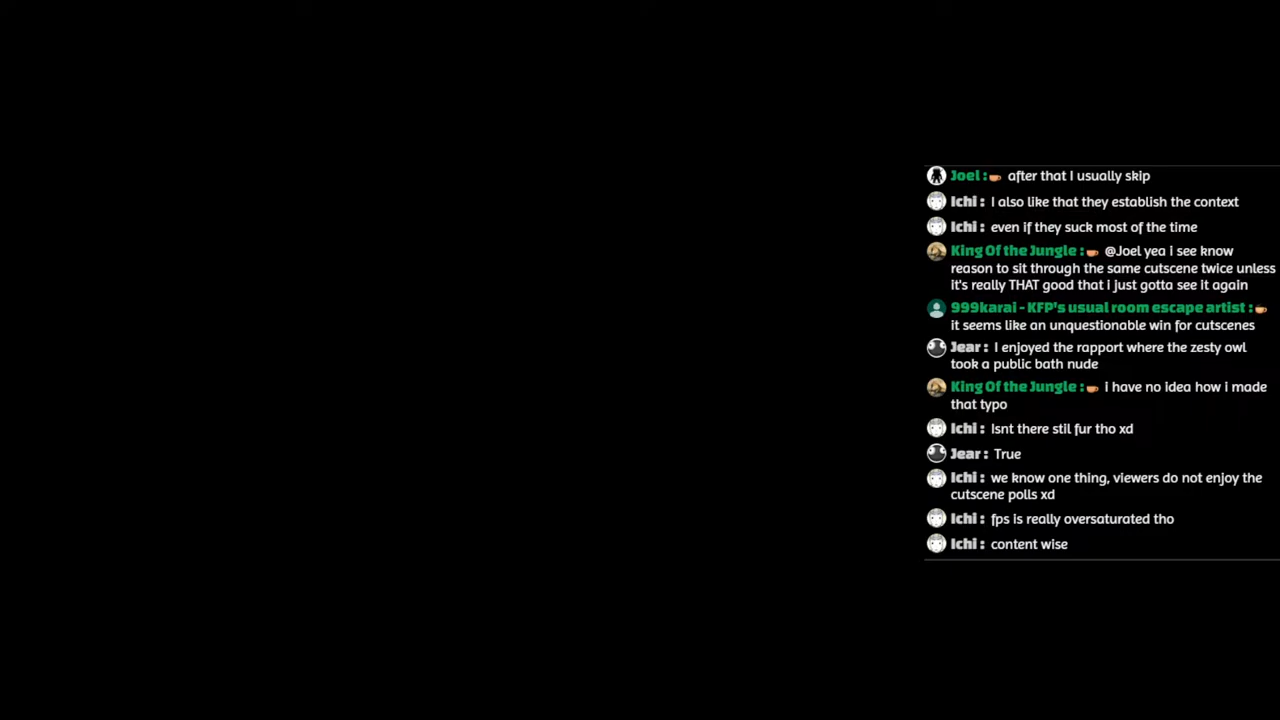 Joel : after that I usually skip
Ichi : I also like that they establish the context
Ichi : even if they suck most of the time
King Of the Jungle : @Joel yea i see know
reason to sit through the same cutscene twice unless
it's really THAT good that i just gotta see it again
999karai - KFP's usual room escape artist :
it seems like an unquestionable win for cutscenes
Jear : I enjoyed the rapport where the zesty owl
took a public bath nude
King Of the Jungle : i have no idea how i made
that typo
Ichi : Isnt there stil fur tho xd
Jear : True
Ichi : we know one thing, viewers do not enjoy the
cutscene polls xd
Ichi : fps is really oversaturated tho
Ichi : content wise